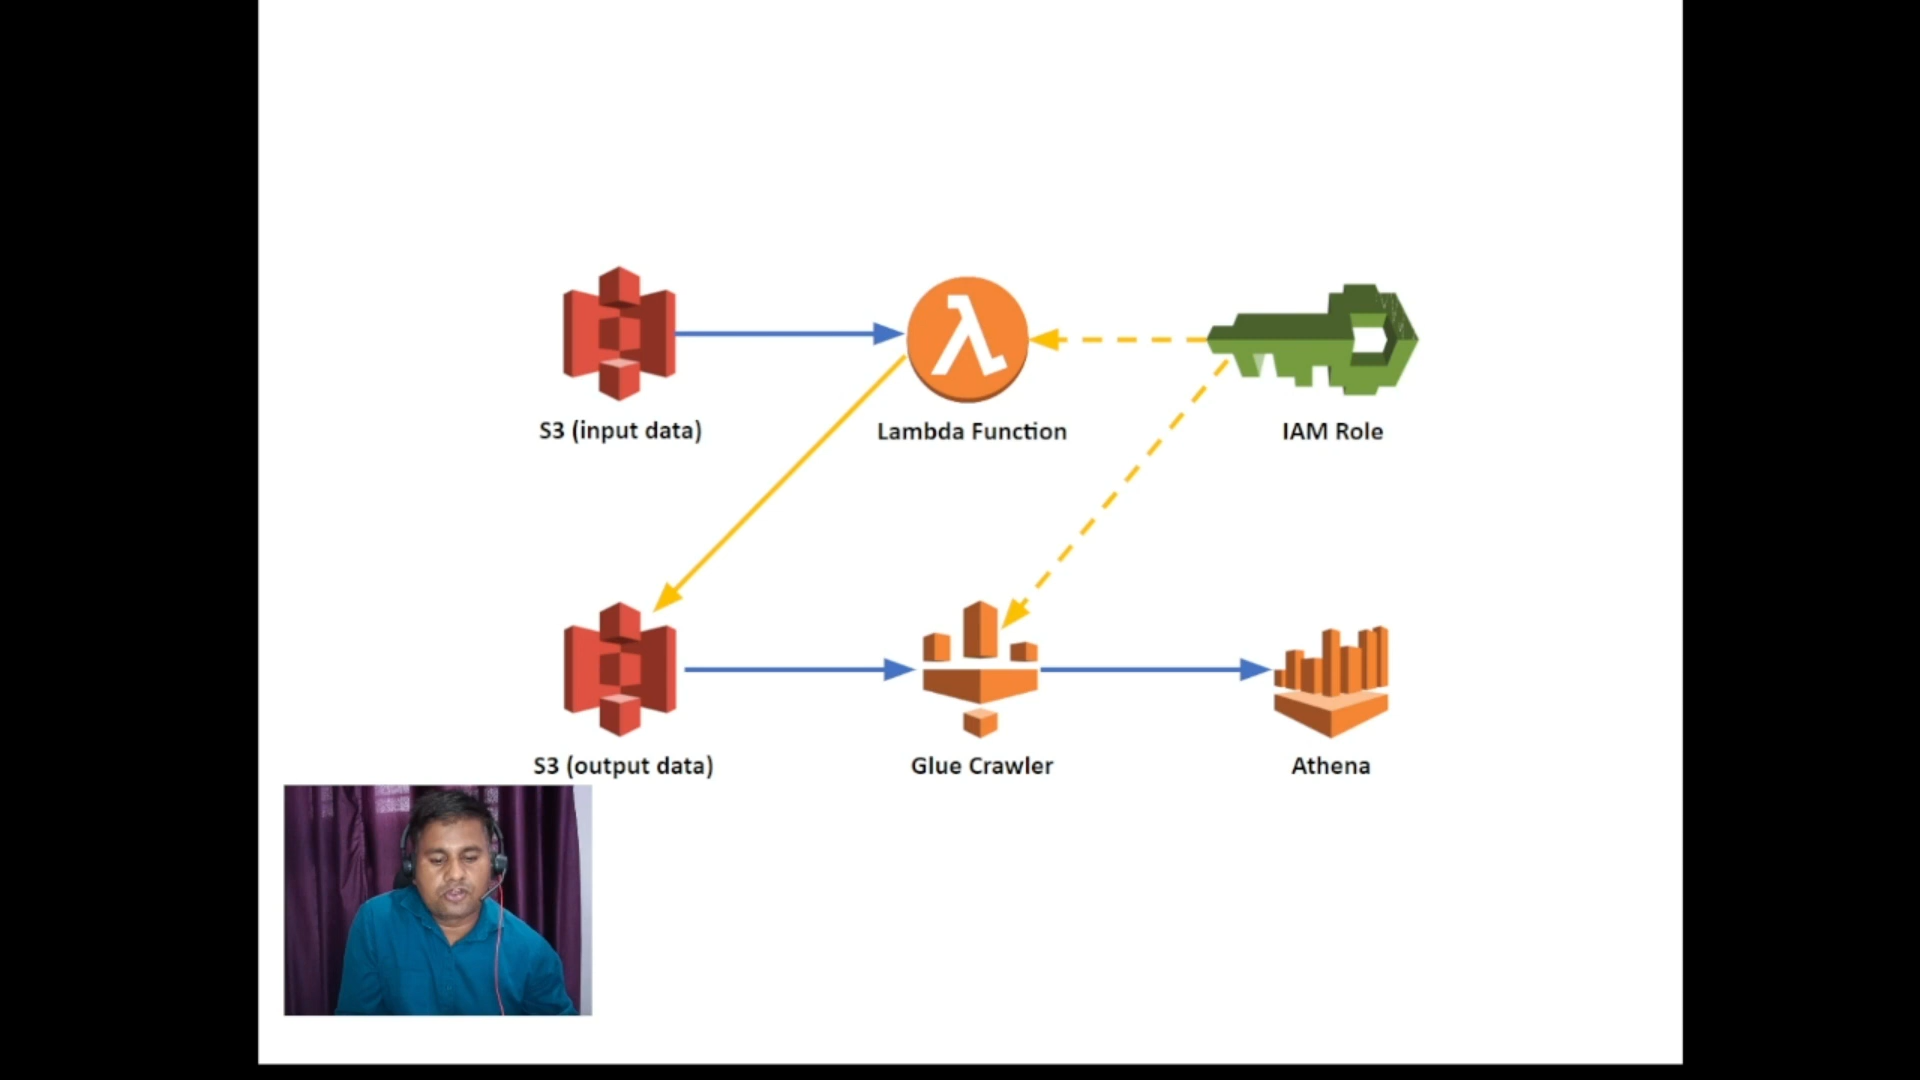 S3 (input data)
Lambda Function
IAM Role
S3 (output data)
Glue Crawler
Athena